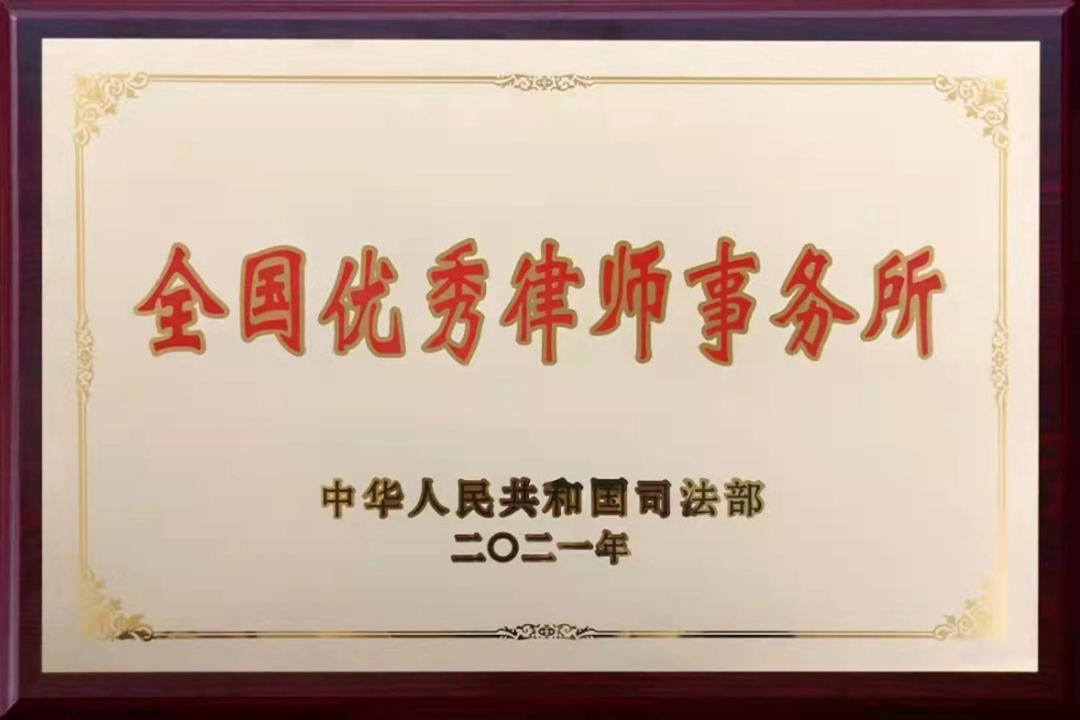 全国优秀律师事务所
中华人民共和国司法部
二〇二一年